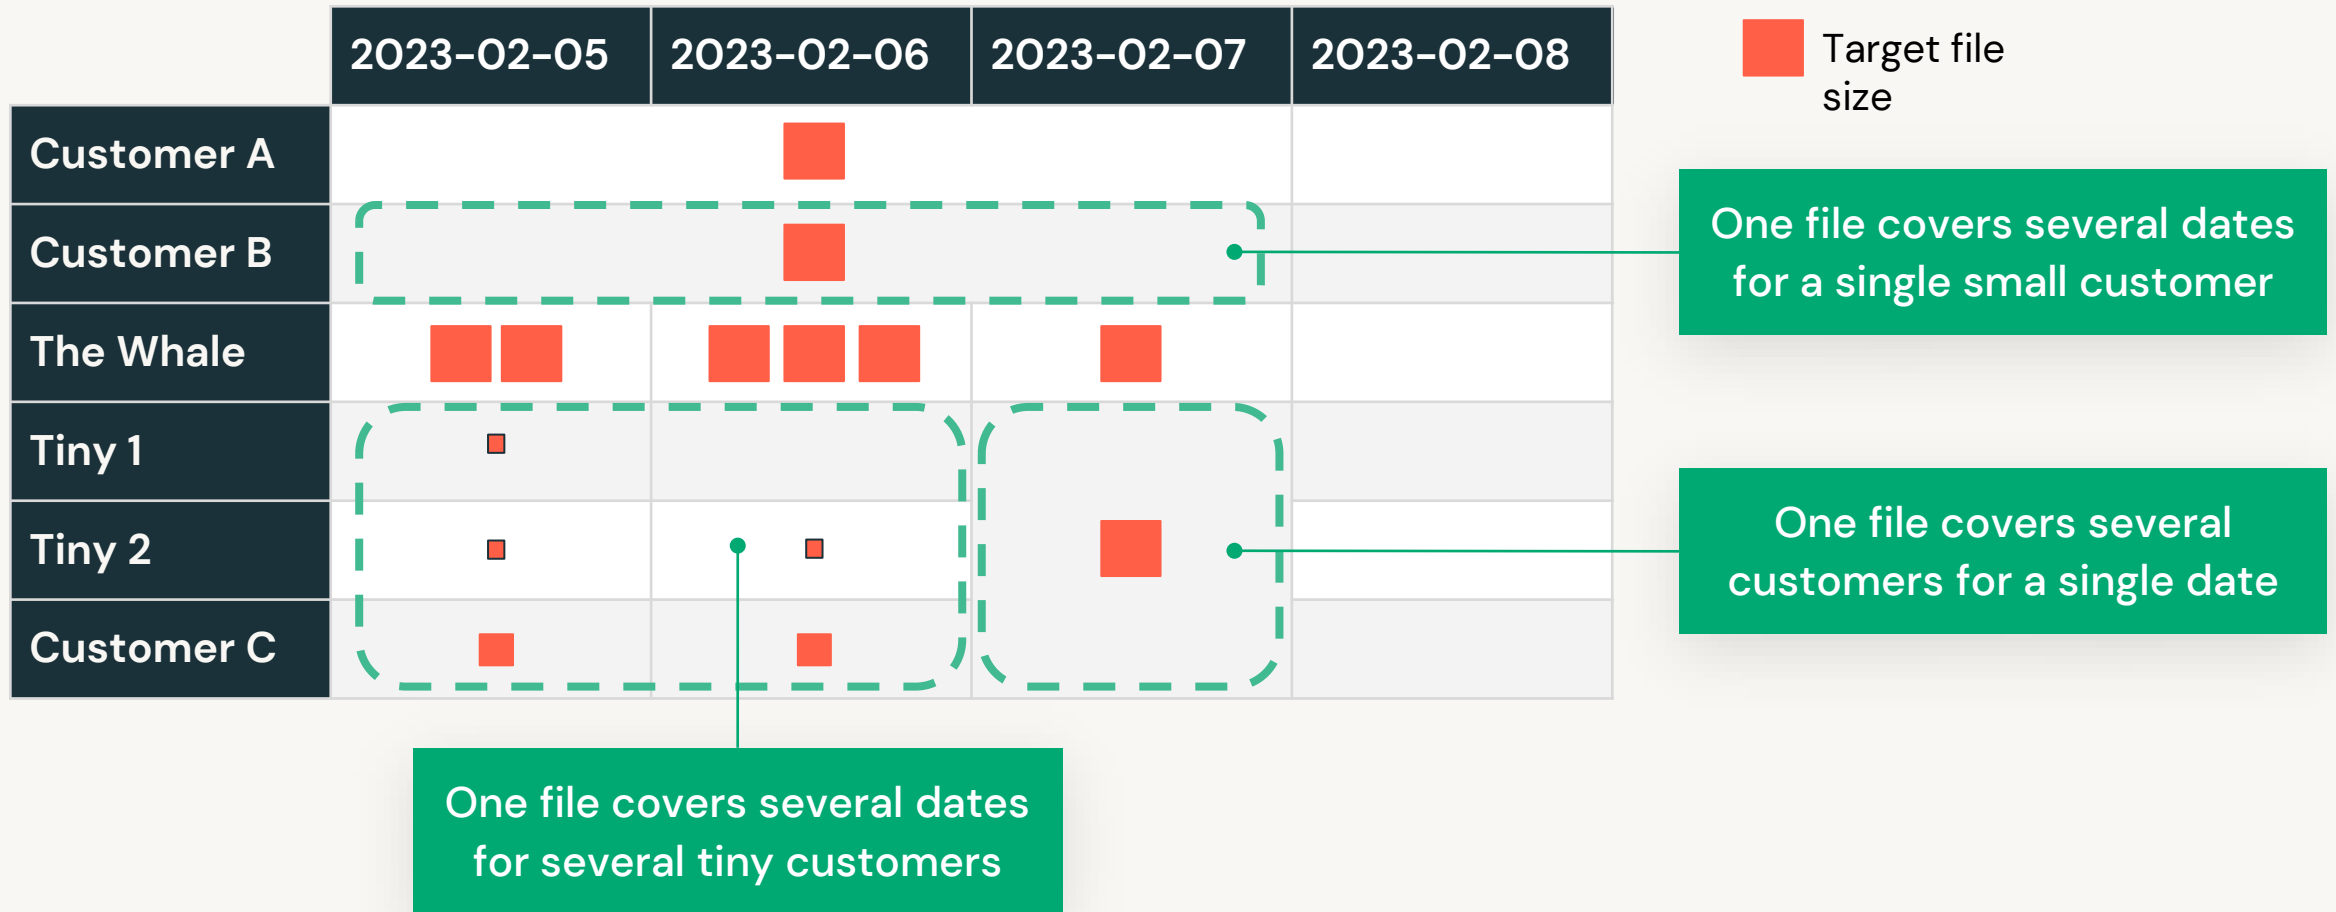 2023-02-05 2023-02-06 2023-02-07 2023-02-08
Target file
size
Customer A
Customer B
One file covers several dates
for a single small customer
The Whale
Tiny 1
Tiny 2
One file covers several
customers for a single date
Customer C
One file covers several dates
for several tiny customers